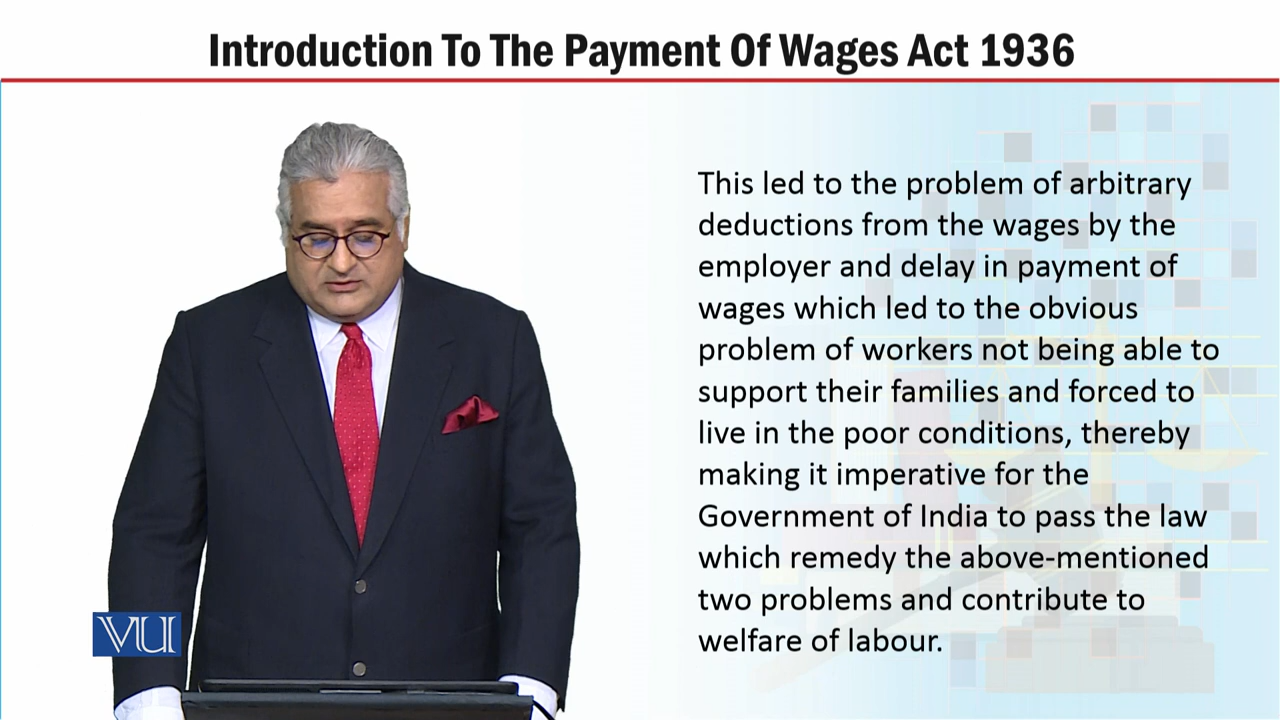 Introduction To The Payment Of Wages Act 1936
This led to the problem of arbitrary
deductions from the wages by the
employer and delay in payment of
wages which led to the obvious
problem of workers not being able to
support their families and forced to
live in the poor conditions, thereby
making it imperative for the
Government of India to pass the law
which remedy the above-mentioned
two problems and contribute to
welfare of labour.
VU